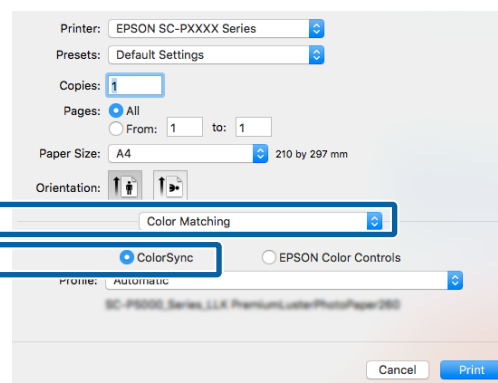 Printer: EPSON SC-PXXXX Series
Presets: Default Settings
Copies: 1
Pages: All
From: 1 to: 1
Paper Size: A4 210 by 297 mm
Orientation:
Color Matching
ColorSync EPSON Color Controls
Profile: Automatic
SC-P5000_Series_LLK PremiumLusterPhotoPaper260
Cancel Print